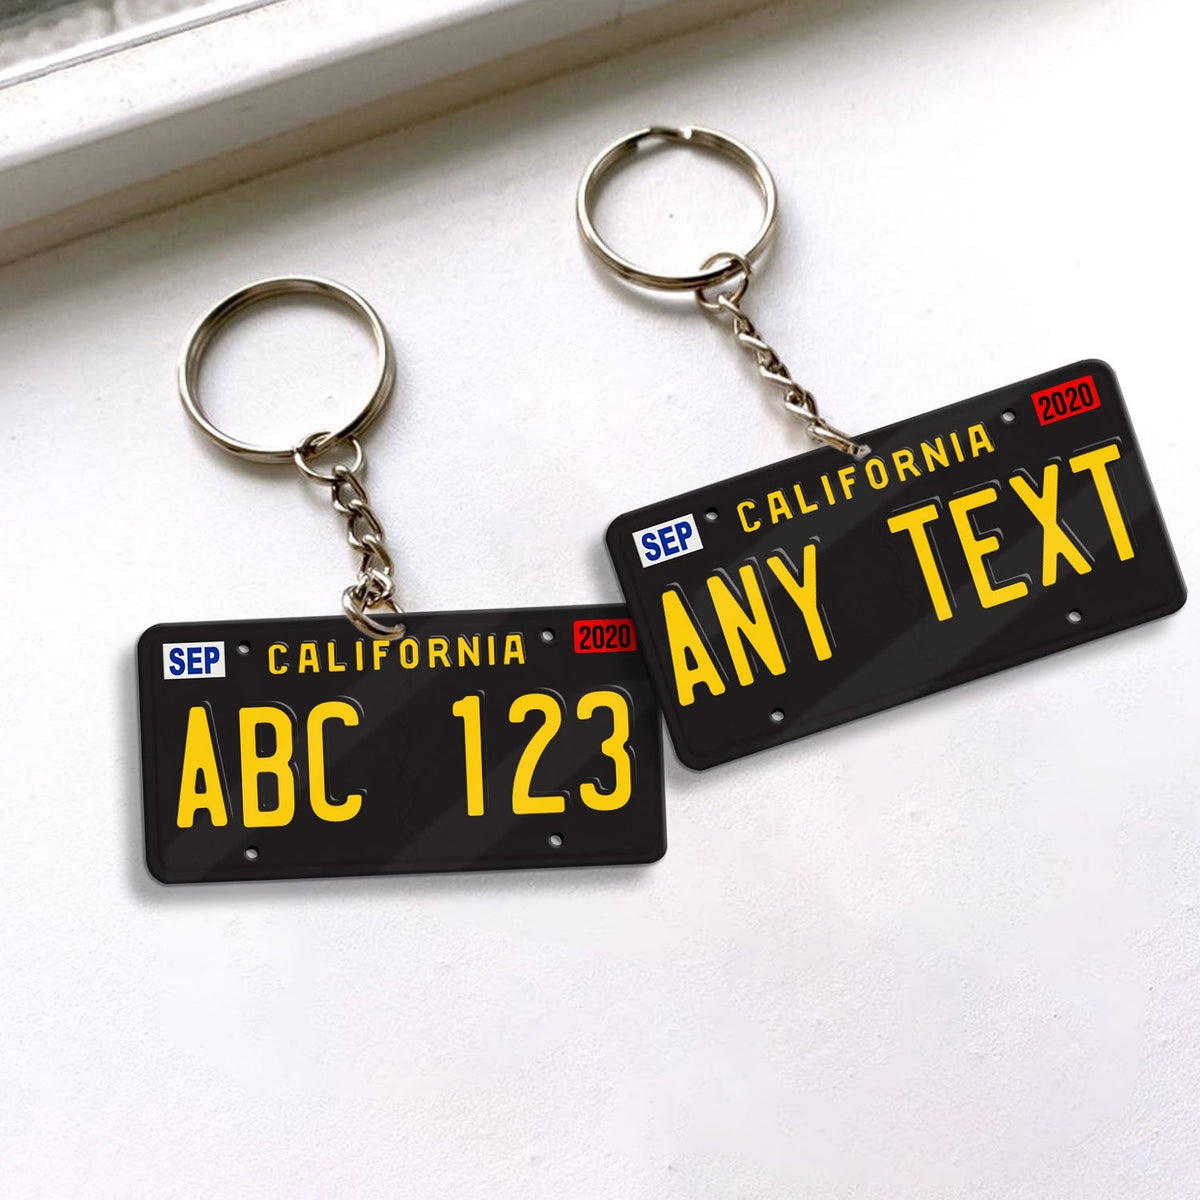 SEP CALIFORNIA 2020
ABC 123
SEP CALIFORNIA 2020
ANY TEXT